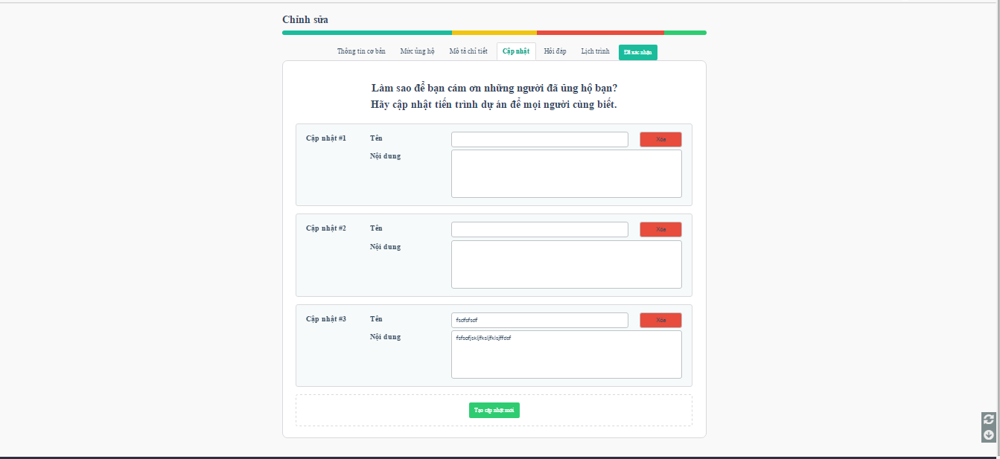 Chỉnh sửa
Thông tin cơ bản Mức ủng hộ Mô tả chi tiết Cập nhật Hỏi đáp Lịch trình Đã xác nhận
Làm sao để bạn cám ơn những người đã ủng hộ bạn?
Hãy cập nhật tiến trình dự án để mọi người cùng biết.
Cập nhật #1 Tên Xóa
Nội dung
Cập nhật #2 Tên Xóa
Nội dung
Cập nhật #3 Tên fsdfsfsdf Xóa
Nội dung
Tạo cập nhật mới